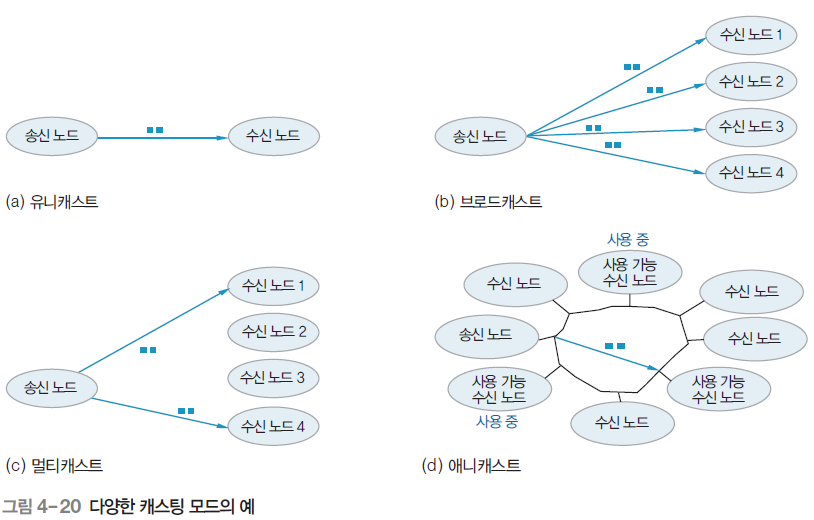 송신 노드
수신 노드
(a) 유니캐스트
송신 노드
수신 노드 1
수신 노드 2
수신 노드 3
수신 노드 4
(b) 브로드캐스트
송신 노드
수신 노드 1
수신 노드 2
수신 노드 3
수신 노드 4
(c) 멀티캐스트
사용 중
사용 가능
수신 노드
수신 노드
수신 노드
송신 노드
수신 노드
사용 가능
수신 노드
사용 중
사용 가능
수신 노드
수신 노드
(d) 애니캐스트
그림 4-20 다양한 캐스팅 모드의 예